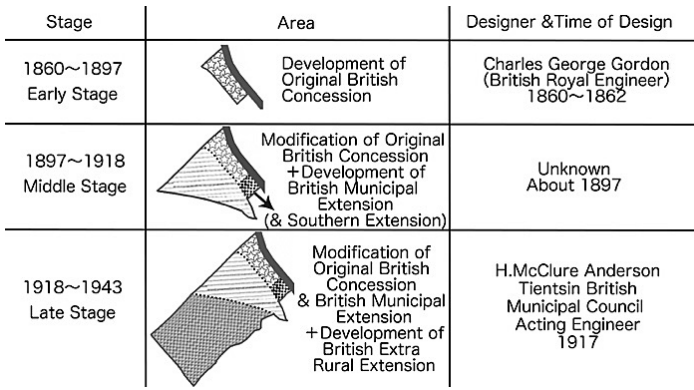 Stage
Area
Designer &Time of Design
1860～1897
Early Stage
Development of
Original British
Concession
Charles George Gordon
(British Royal Engineer)
1860～1862
1897～1918
Middle Stage
Modification of Original
British Concession
+Development of
British Municipal
Extension
(& Southern Extension)
Unknown
About 1897
1918～1943
Late Stage
Modification of
Original British
Concession
& British Municipal
Extension
+Development of
British Extra
Rural Extension
H.McClure Anderson
Tientsin British
Municipal Council
Acting Engineer
1917